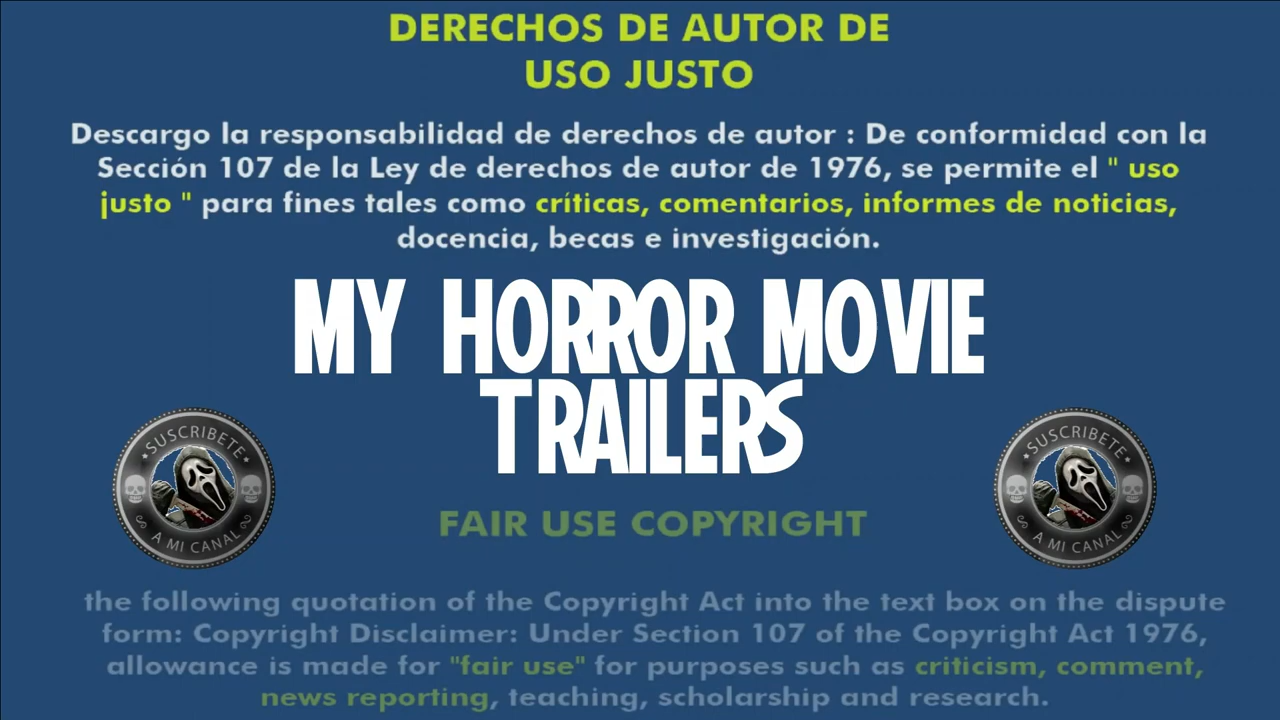 DERECHOS DE AUTOR DE
USO JUSTO
Descargo la responsabilidad de derechos de autor : De conformidad con la
Sección 107 de la Ley de derechos de autor de 1976, se permite el " uso
justo " para fines tales como críticas, comentarios, informes de noticias,
docencia, becas e investigación.
MY HORROR MOVIE
TRAILERS
SUSCRIBETE
A MI CANAL
SUSCRIBETE
A MI CANAL
FAIR USE COPYRIGHT
the following quotation of the Copyright Act into the text box on the dispute
form: Copyright Disclaimer: Under Section 107 of the Copyright Act 1976,
allowance is made for "fair use" for purposes such as criticism, comment,
news reporting, teaching, scholarship and research.